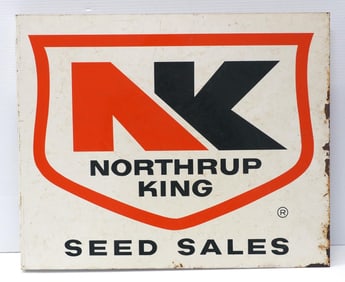 NK
NORTHRUP
KING
®
SEED SALES